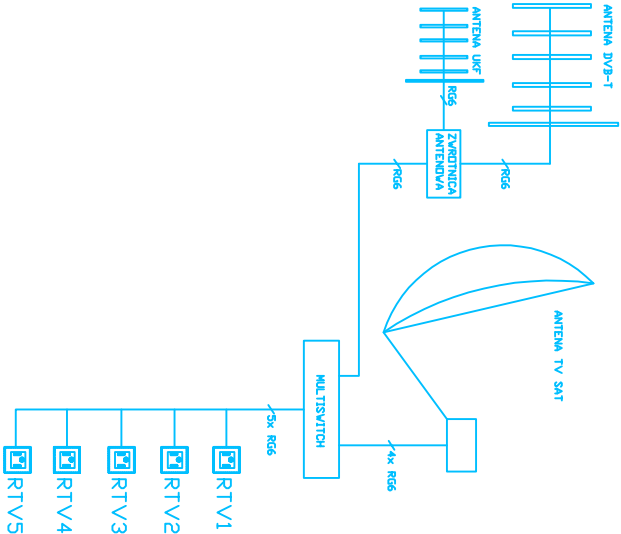 ANTENA DVB-T
ANTENA UKF
RG6
ZWROTNICA
ANTENOWA
RG6
RG6
ANTENA TV SAT
MULTISWITCH
4x RG6
5x RG6
RTV1
RTV2
RTV3
RTV4
RTV5